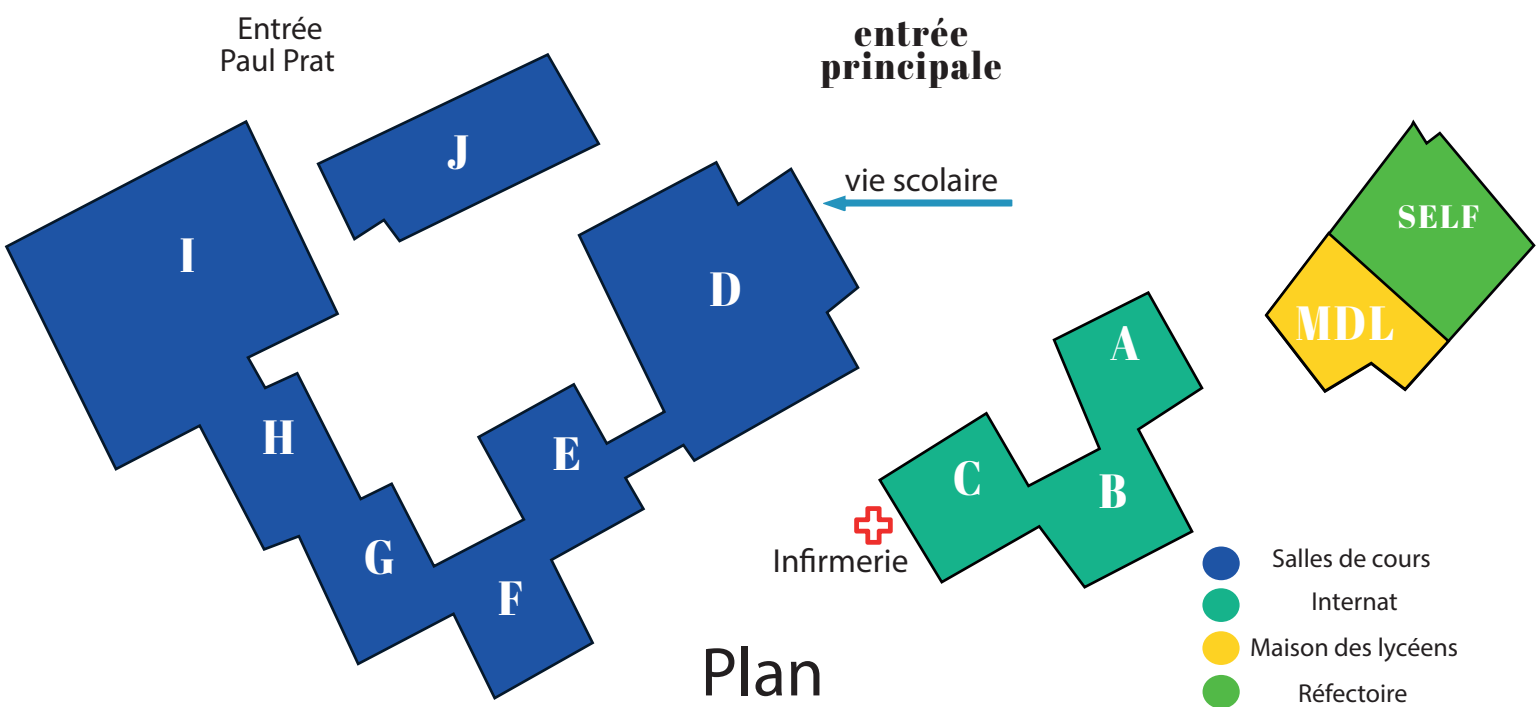 Entrée
Paul Prat
entrée
principale
J
vie scolaire
SELF
I
D
MDL
A
H
E
C
B
G
Infirmerie
F
Plan
Salles de cours
Internat
Maison des lycéens
Réfectoire